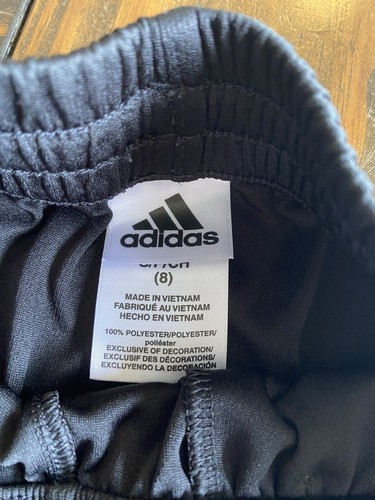 adidas
S/P/CH
(8)
MADE IN VIETNAM
FABRIQUÉ AU VIETNAM
HECHO EN VIETNAM
100% POLYESTER/POLYESTER/
poliéster
EXCLUSIVE OF DECORATION/
EXCLUSIF DES DÉCORATIONS/
EXCLUYENDO LA DECORACIÓN